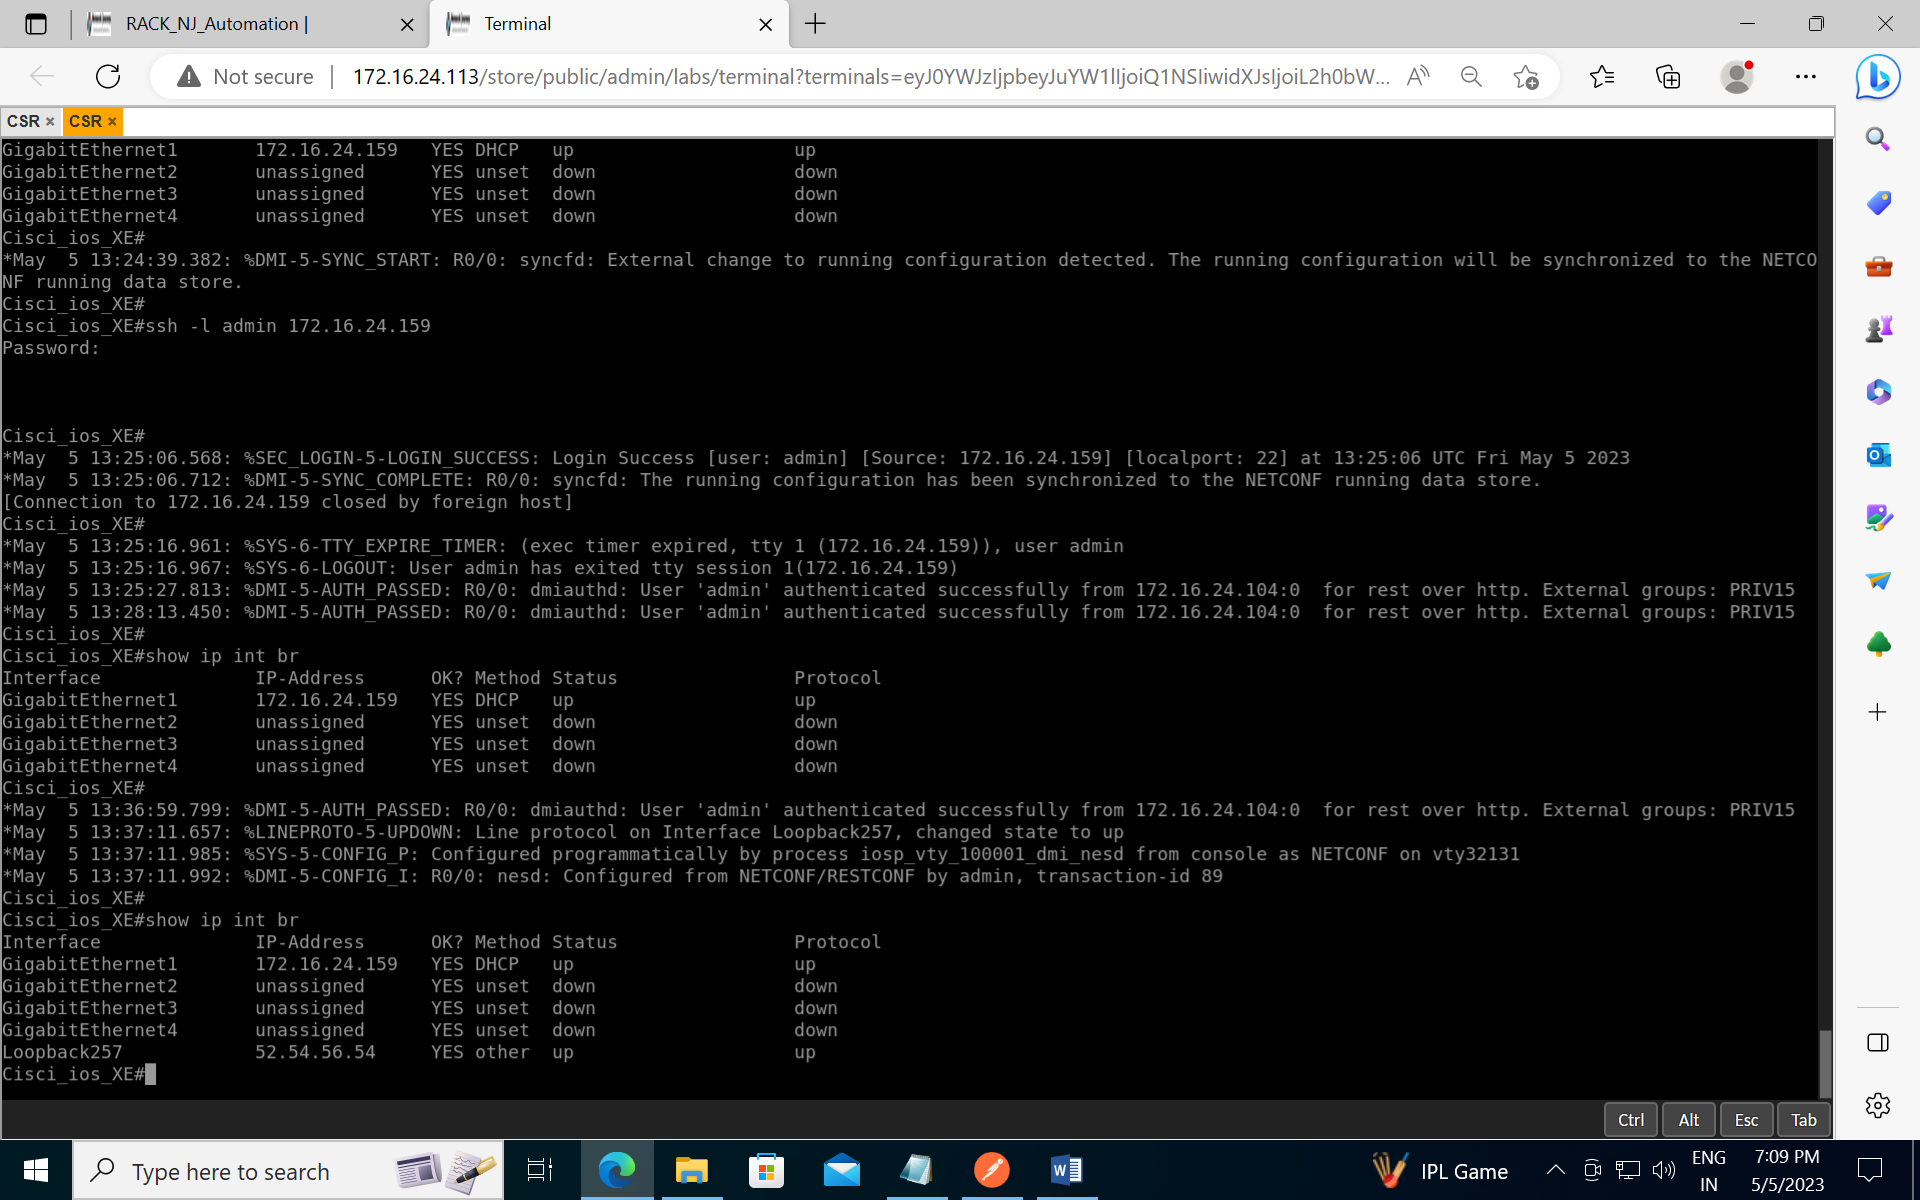 RACK_NJ_Automation |
Terminal
Not secure
172.16.24.113/store/public/admin/labs/terminal?terminals=eyJ0YWJzIjpbeyJuYW1lIjoiQ1NSIiwidXJsIjoiL2h0bW...
CSR × CSR ×
GigabitEthernet1 172.16.24.159 YES DHCP up up
GigabitEthernet2 unassigned YES unset down down
GigabitEthernet3 unassigned YES unset down down
GigabitEthernet4 unassigned YES unset down down
Cisci_ios_XE#
*May 5 13:24:39.382: %DMI-5-SYNC_START: R0/0: syncfd: External change to running configuration detected. The running configuration will be synchronized to the NETCO
NF running data store.
Cisci_ios_XE#
Cisci_ios_XE#ssh -l admin 172.16.24.159
Password:
Cisci_ios_XE#
*May 5 13:25:06.568: %SEC_LOGIN-5-LOGIN_SUCCESS: Login Success [user: admin] [Source: 172.16.24.159] [localport: 22] at 13:25:06 UTC Fri May 5 2023
*May 5 13:25:06.712: %DMI-5-SYNC_COMPLETE: R0/0: syncfd: The running configuration has been synchronized to the NETCONF running data store.
[Connection to 172.16.24.159 closed by foreign host]
Cisci_ios_XE#
*May 5 13:25:16.961: %SYS-6-TTY_EXPIRE_TIMER: (exec timer expired, tty 1 (172.16.24.159)), user admin
*May 5 13:25:16.967: %SYS-6-LOGOUT: User admin has exited tty session 1(172.16.24.159)
*May 5 13:25:27.813: %DMI-5-AUTH_PASSED: R0/0: dmiauthd: User 'admin' authenticated successfully from 172.16.24.104:0 for rest over http. External groups: PRIV15
*May 5 13:28:13.450: %DMI-5-AUTH_PASSED: R0/0: dmiauthd: User 'admin' authenticated successfully from 172.16.24.104:0 for rest over http. External groups: PRIV15
Cisci_ios_XE#
Cisci_ios_XE#show ip int br
Interface IP-Address OK? Method Status Protocol
GigabitEthernet1 172.16.24.159 YES DHCP up up
GigabitEthernet2 unassigned YES unset down down
GigabitEthernet3 unassigned YES unset down down
GigabitEthernet4 unassigned YES unset down down
Cisci_ios_XE#
*May 5 13:36:59.799: %DMI-5-AUTH_PASSED: R0/0: dmiauthd: User 'admin' authenticated successfully from 172.16.24.104:0 for rest over http. External groups: PRIV15
*May 5 13:37:11.657: %LINEPROTO-5-UPDOWN: Line protocol on Interface Loopback257, changed state to up
*May 5 13:37:11.985: %SYS-5-CONFIG_P: Configured programmatically by process iosp_vty_100001_dmi_nesd from console as NETCONF on vty32131
*May 5 13:37:11.992: %DMI-5-CONFIG_I: R0/0: nesd: Configured from NETCONF/RESTCONF by admin, transaction-id 89
Cisci_ios_XE#
Cisci_ios_XE#show ip int br
Interface IP-Address OK? Method Status Protocol
GigabitEthernet1 172.16.24.159 YES DHCP up up
GigabitEthernet2 unassigned YES unset down down
GigabitEthernet3 unassigned YES unset down down
GigabitEthernet4 unassigned YES unset down down
Loopback257 52.54.56.54 YES other up up
Cisci_ios_XE#
Ctrl Alt Esc Tab
Type here to search
IPL Game
ENG
IN
7:09 PM
5/5/2023